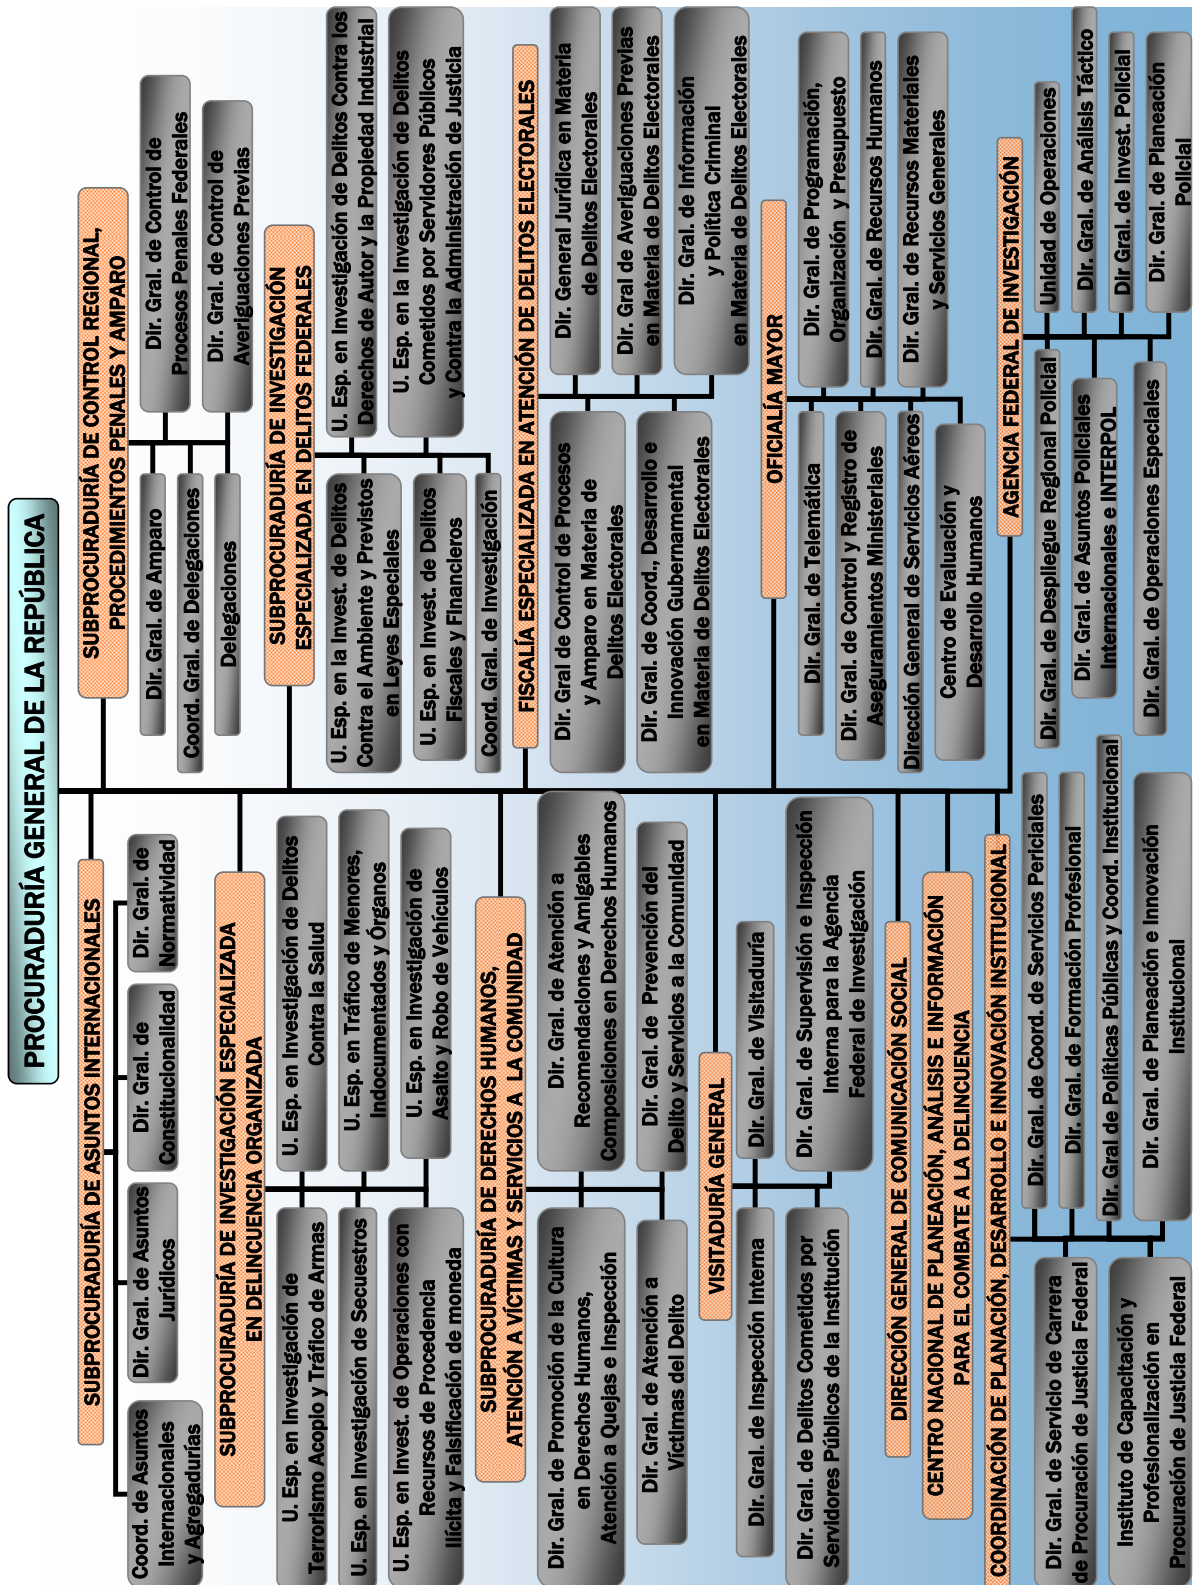 PROCURADURÍA GENERAL DE LA REPÚBLICA
SUBPROCURADURÍA DE ASUNTOS INTERNACIONALES
Coord. de Asuntos
Internacionales
y Agregadurías
Dir. Gral. de Asuntos
Jurídicos
Dir. Gral. de
Constitucionalidad
Dir. Gral. de
Normatividad
SUBPROCURADURÍA DE CONTROL REGIONAL,
PROCEDIMIENTOS PENALES Y AMPARO
Dir. Gral. de Amparo
Coord. Gral. de Delegaciones
Delegaciones
Dir. Gral. de Control de
Procesos Penales Federales
Dir. Gral. de Control de
Averiguaciones Previas
SUBPROCURADURÍA DE INVESTIGACIÓN ESPECIALIZADA
EN DELINCUENCIA ORGANIZADA
U. Esp. en Investigación de
Terrorismo Acopio y Tráfico de Armas
U. Esp. en Investigación de Secuestros
U. Esp. en Invest. de Operaciones con
Recursos de Procedencia
Ilícita y Falsificación de moneda
U. Esp. en Investigación de Delitos
Contra la Salud
U. Esp. en Tráfico de Menores,
Indocumentados y Órganos
U. Esp. en Investigación de
Asalto y Robo de Vehículos
SUBPROCURADURÍA DE INVESTIGACIÓN
ESPECIALIZADA EN DELITOS FEDERALES
U. Esp. en la Invest. de Delitos
Contra el Ambiente y Previstos
en Leyes Especiales
U. Esp. en Invest. de Delitos
Fiscales y Financieros
Coord. Gral. de Investigación
U. Esp. en Investigación de Delitos Contra los
Derechos de Autor y la Propiedad Industrial
U. Esp. en la Investigación de Delitos
Cometidos por Servidores Públicos
y Contra la Administración de Justicia
SUBPROCURADURÍA DE DERECHOS HUMANOS,
ATENCIÓN A VÍCTIMAS Y SERVICIOS A LA COMUNIDAD
Dir. Gral. de Promoción de la Cultura
en Derechos Humanos,
Atención a Quejas e Inspección
Dir. Gral. de Atención a
Víctimas del Delito
Dir. Gral. de Atención a
Recomendaciones y Amigables
Composiciones en Derechos Humanos
Dir. Gral. de Prevención del
Delito y Servicios a la Comunidad
FISCALÍA ESPECIALIZADA EN ATENCIÓN DE DELITOS ELECTORALES
Dir. Gral de Control de Procesos
y Amparo en Materia de
Delitos Electorales
Dir. Gral. de Coord., Desarrollo e
Innovación Gubernamental
en Materia de Delitos Electorales
Dir. General Jurídica en Materia
de Delitos Electorales
Dir. Gral de Averiguaciones Previas
en Materia de Delitos Electorales
Dir. Gral. de Información
y Política Criminal
en Materia de Delitos Electorales
VISITADURÍA GENERAL
Dir. Gral. de Inspección Interna
Dir. Gral. de Delitos Cometidos por
Servidores Públicos de la Institución
Dir. Gral. de Visitaduría
Dir. Gral. de Supervisión e Inspección
Interna para la Agencia
Federal de Investigación
OFICIALÍA MAYOR
Dir. Gral. de Telemática
Dir. Gral. de Control y Registro de
Aseguramientos Ministeriales
Dirección General de Servicios Aéreos
Centro de Evaluación y
Desarrollo Humanos
Dir. Gral. de Programación,
Organización y Presupuesto
Dir. Gral. de Recursos Humanos
Dir. Gral. de Recursos Materiales
y Servicios Generales
DIRECCIÓN GENERAL DE COMUNICACIÓN SOCIAL
CENTRO NACIONAL DE PLANEACIÓN, ANÁLISIS E INFORMACIÓN
PARA EL COMBATE A LA DELINCUENCIA
COORDINACIÓN DE PLANACIÓN, DESARROLLO E INNOVACIÓN INSTITUCIONAL
Dir. Gral. de Servicio de Carrera
de Procuración de Justicia Federal
Instituto de Capacitación y
Profesionalización en
Procuración de Justicia Federal
Dir. Gral. de Coord. de Servicios Periciales
Dir. Gral. de Formación Profesional
Dir. Gral de Políticas Públicas y Coord. Institucional
Dir. Gral. de Planeación e Innovación
Institucional
AGENCIA FEDERAL DE INVESTIGACIÓN
Dir. Gral. de Despliegue Regional Policial
Dir. Gral. de Asuntos Policiales
Internacionales e INTERPOL
Dir. Gral. de Operaciones Especiales
Unidad de Operaciones
Dir. Gral. de Análisis Táctico
Dir Gral. de Invest. Policial
Dir. Gral. de Planeación
Policial